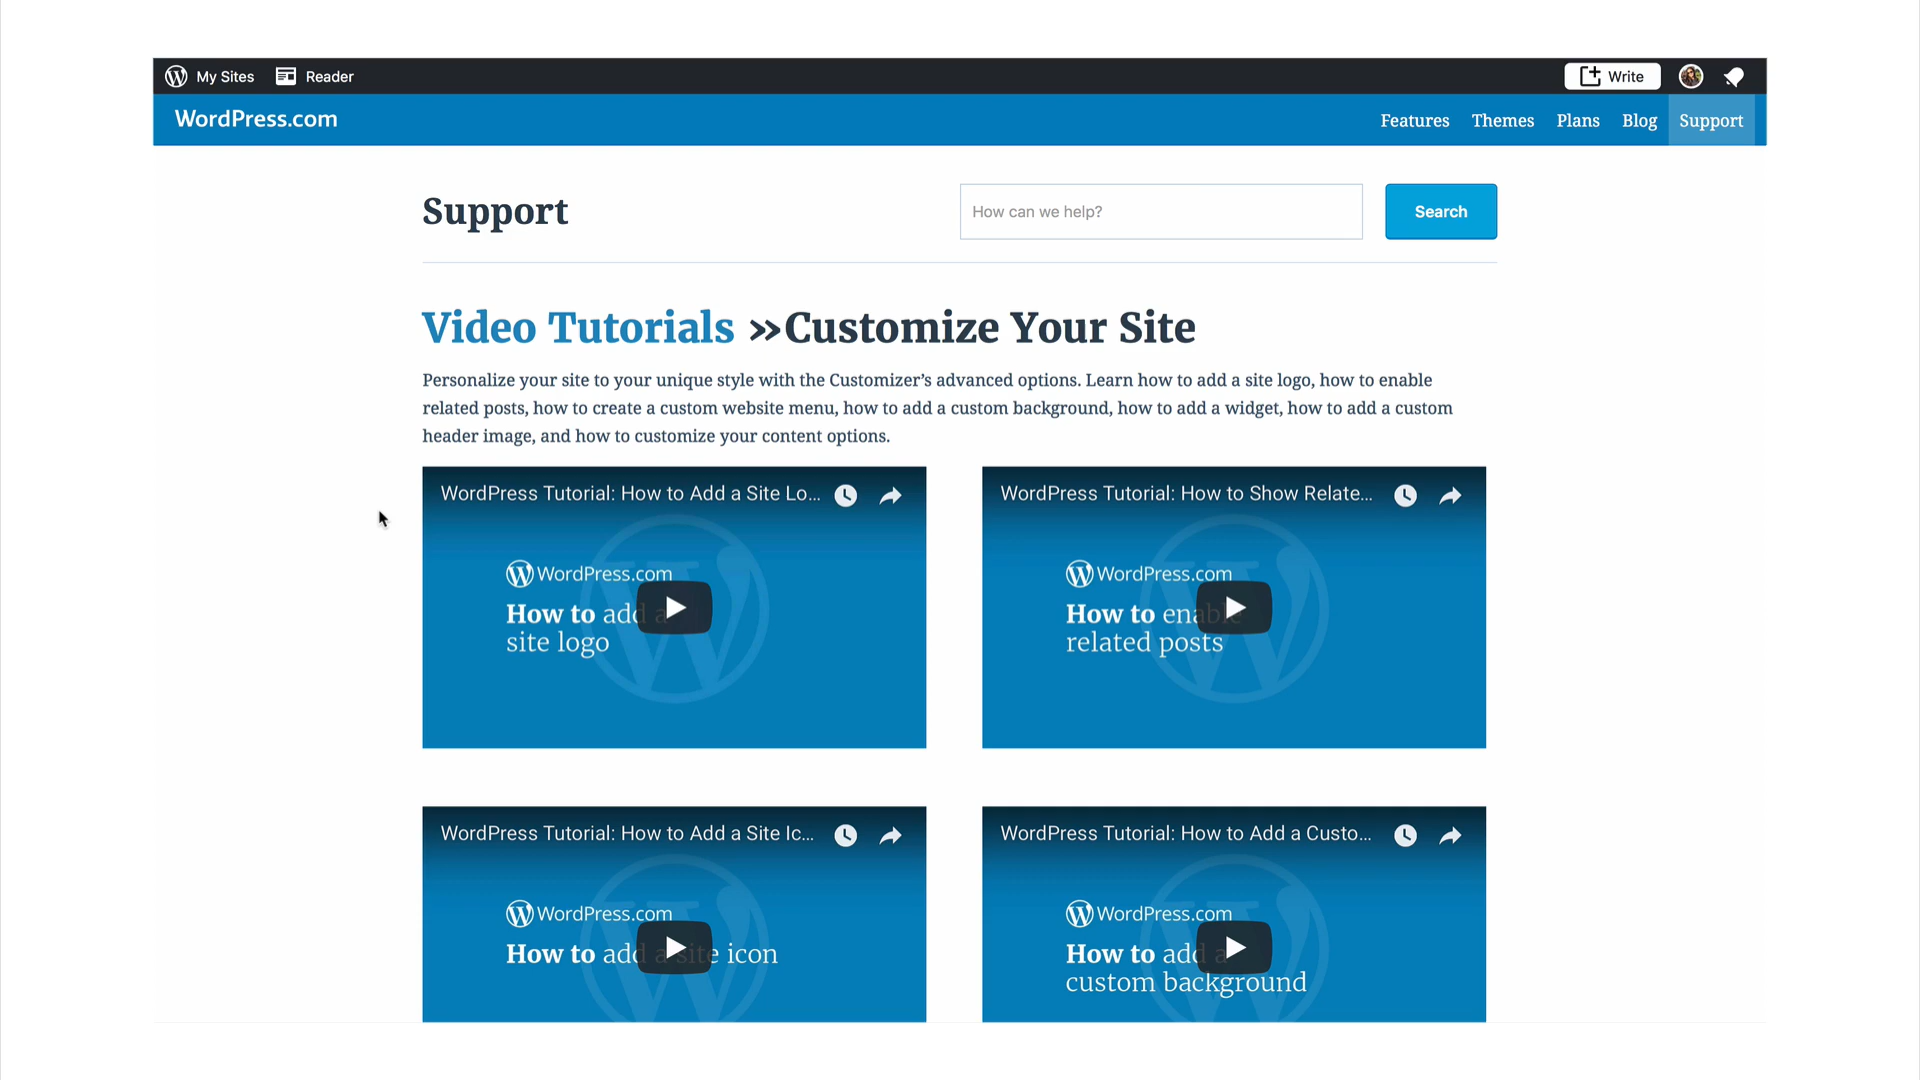 My Sites Reader Write
WordPress.com Features Themes Plans Blog Support
Support How can we help? Search
Video Tutorials »Customize Your Site
Personalize your site to your unique style with the Customizer’s advanced options. Learn how to add a site logo, how to enable
related posts, how to create a custom website menu, how to add a custom background, how to add a widget, how to add a custom
header image, and how to customize your content options.
WordPress Tutorial: How to Add a Site Lo...
WordPress.com
How to add a
site logo
WordPress Tutorial: How to Show Relate...
WordPress.com
How to enable
related posts
WordPress Tutorial: How to Add a Site Ic...
WordPress.com
How to add a site icon
WordPress Tutorial: How to Add a Custo...
WordPress.com
How to add a
custom background